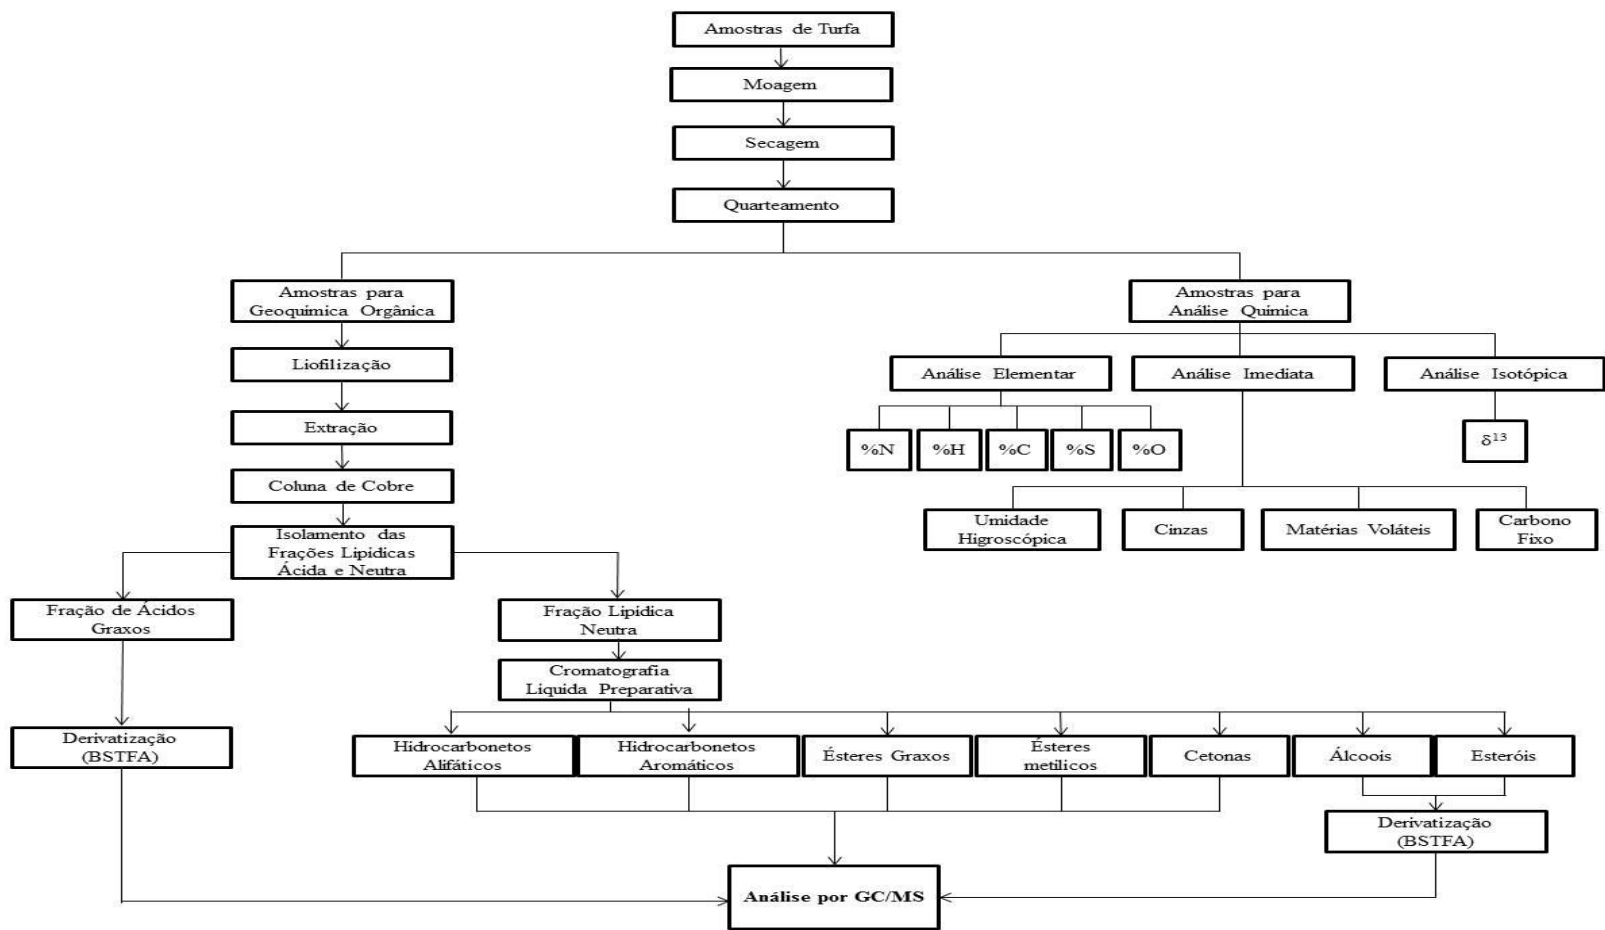 Amostras de Turfa
Moagem
Secagem
Quarteamento
Amostras para
Geoquímica Orgânica
Amostras para
Análise Química
Liofilização
Análise Elementar
Análise Imediata
Análise Isotópica
Extração
%N
%H
%C
%S
%O
δ¹³
Coluna de Cobre
Umidade
Higroscópica
Cinzas
Matérias Voláteis
Carbono
Fixo
Isolamento das
Frações Lipídicas
Ácida e Neutra
Fração de Ácidos
Graxos
Fração Lipídica
Neutra
Cromatografia
Líquida Preparativa
Derivatização
(BSTFA)
Hidrocarbonetos
Alifáticos
Hidrocarbonetos
Aromáticos
Ésteres Graxos
Ésteres
metílicos
Cetonas
Álcoois
Esteróis
Derivatização
(BSTFA)
Análise por GC/MS